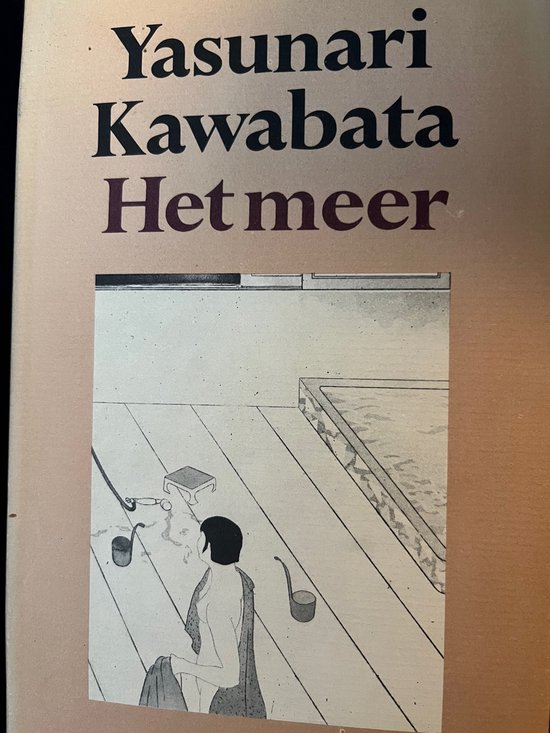 Yasunari
Kawabata
Het meer